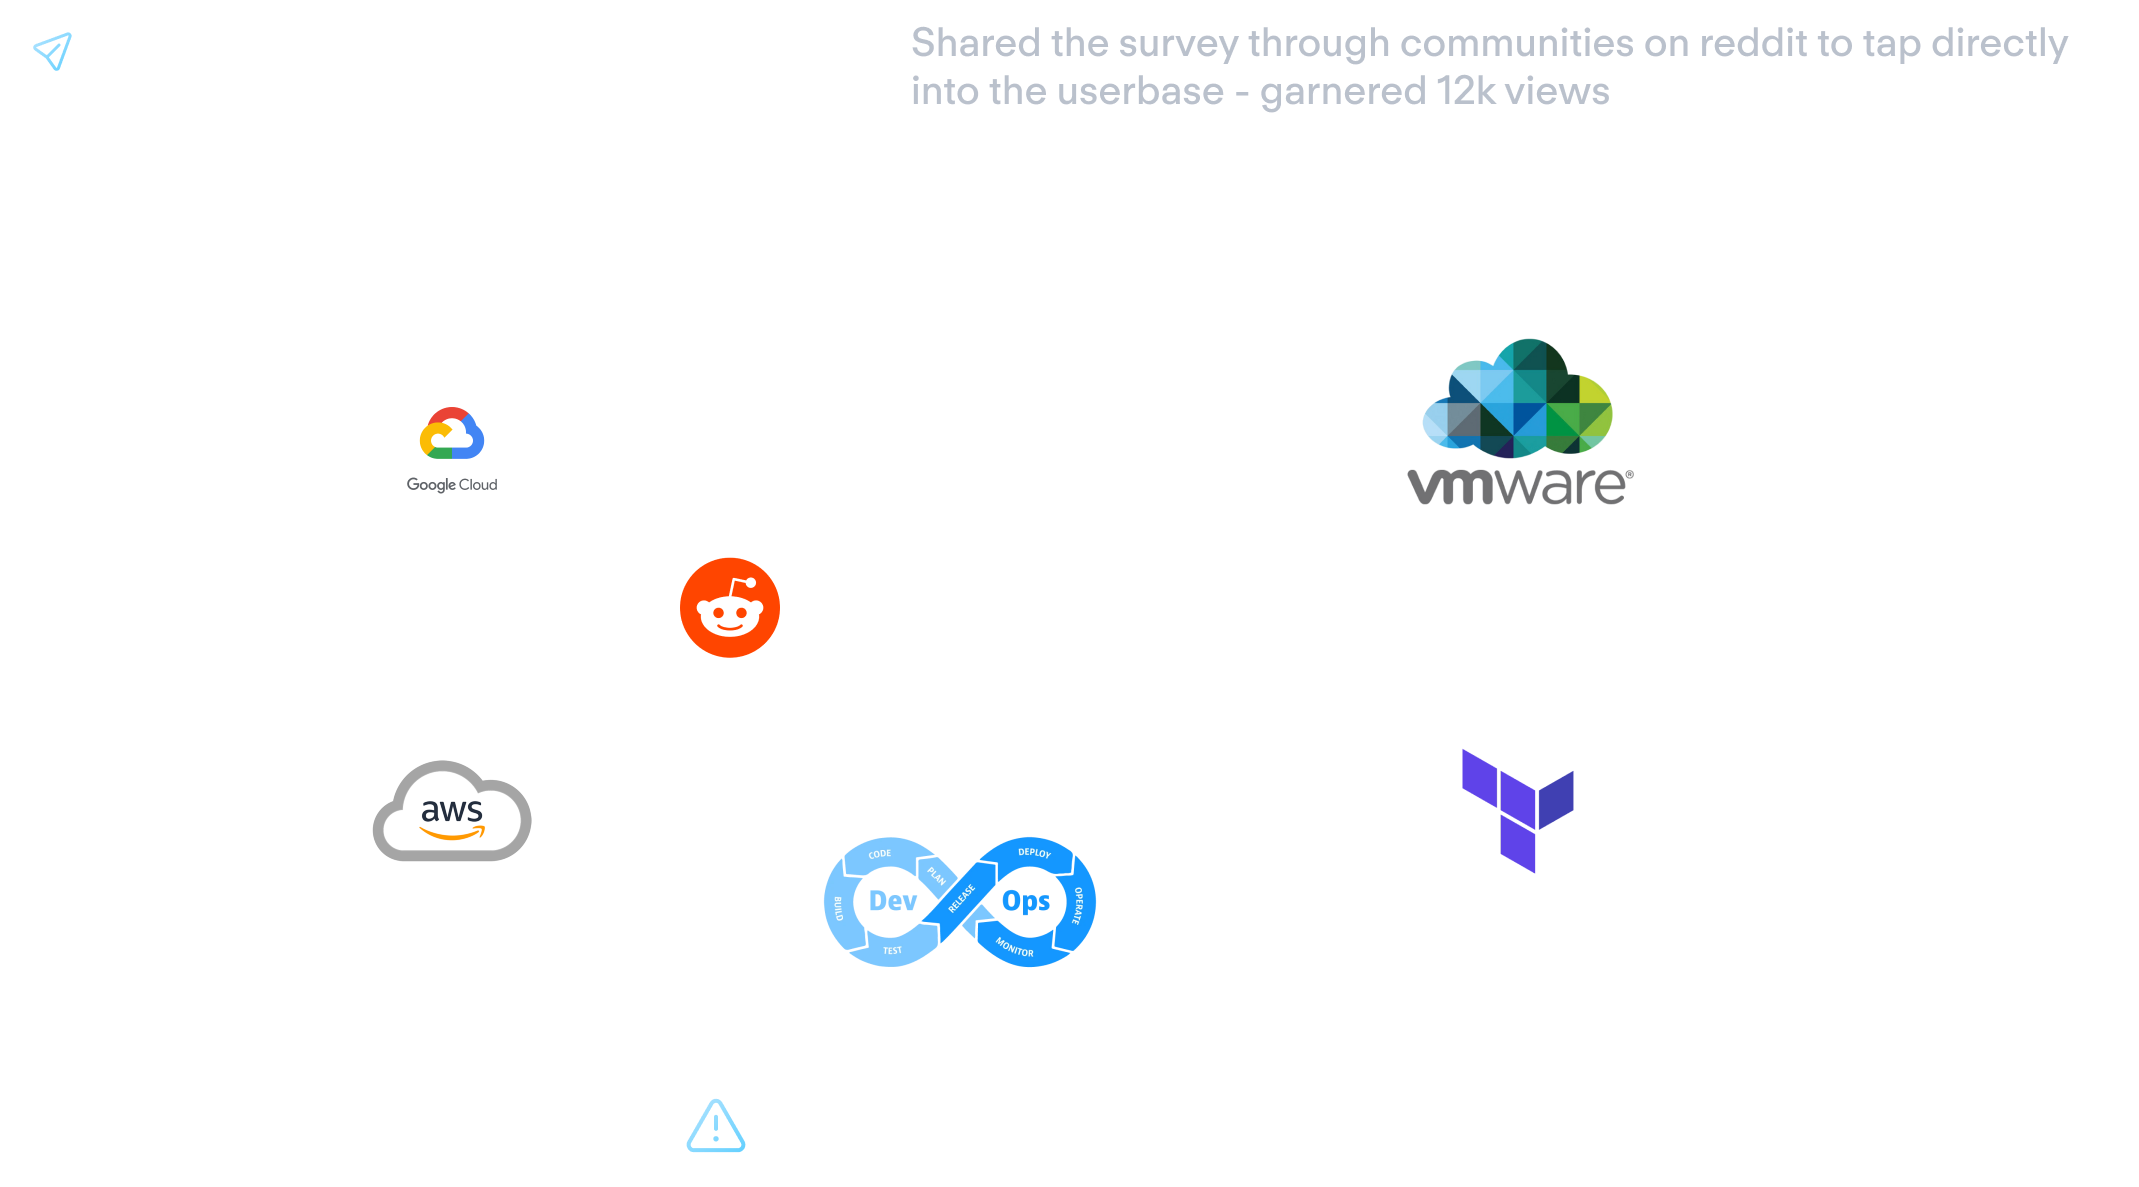 Shared the survey through communities on reddit to tap directly
into the userbase - garnered 12k views
Google Cloud
vmware®
aws
CODE
PLAN
BUILD
Dev
TEST
RELEASE
DEPLOY
Ops
OPERATE
MONITOR